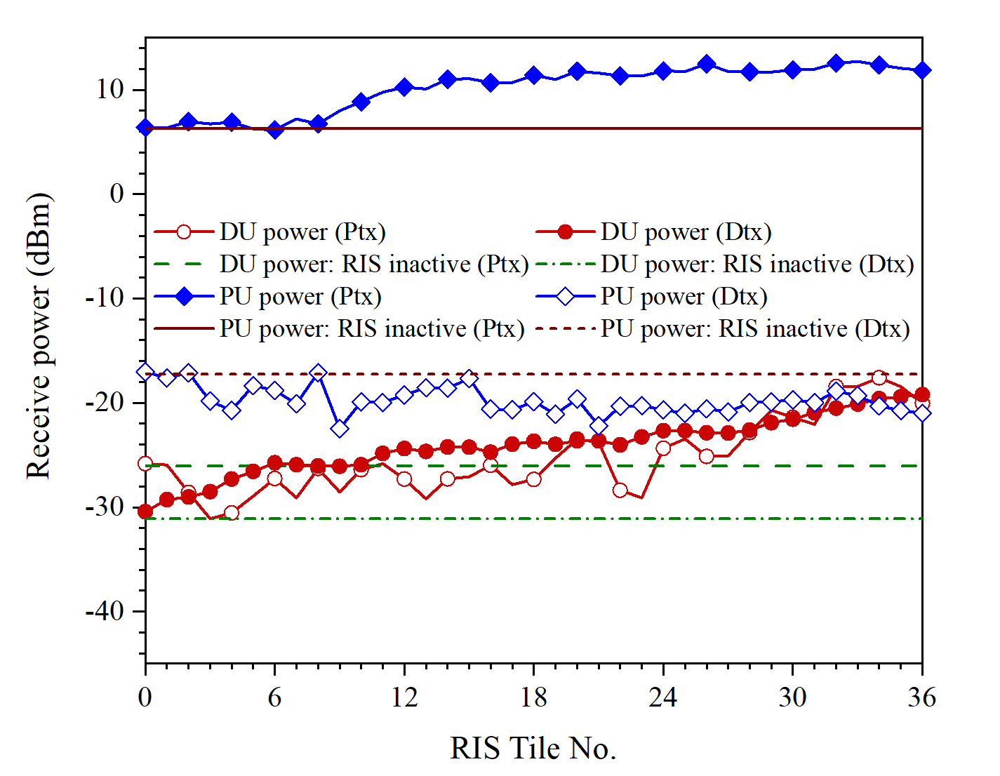 10
0
-10
-20
-30
-40
Receive power (dBm)
DU power (Ptx)
DU power: RIS inactive (Ptx)
PU power (Ptx)
PU power: RIS inactive (Ptx)
DU power (Dtx)
DU power: RIS inactive (Dtx)
PU power (Dtx)
PU power: RIS inactive (Dtx)
0 6 12 18 24 30 36
RIS Tile No.